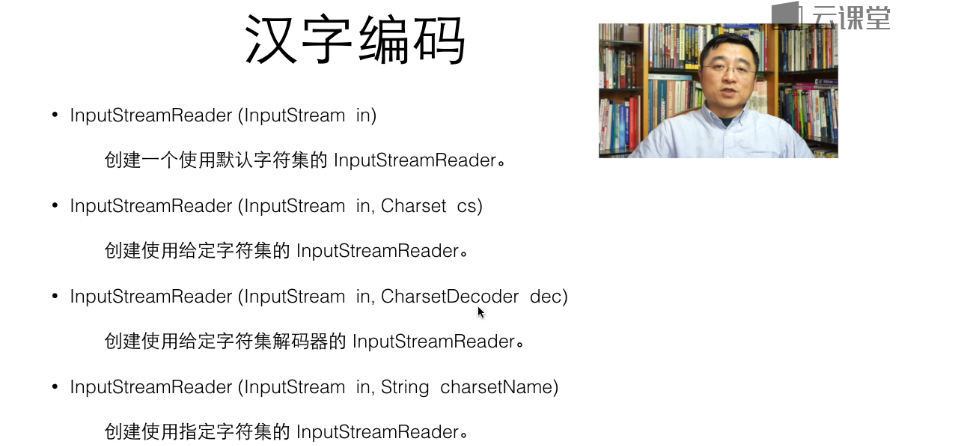 云课堂
汉字编码
• InputStreamReader (InputStream in)
创建一个使用默认字符集的 InputStreamReader。
• InputStreamReader (InputStream in, Charset cs)
创建使用给定字符集的 InputStreamReader。
• InputStreamReader (InputStream in, CharsetDecoder dec)
创建使用给定字符集解码器的 InputStreamReader。
• InputStreamReader (InputStream in, String charsetName)
创建使用指定字符集的 InputStreamReader。